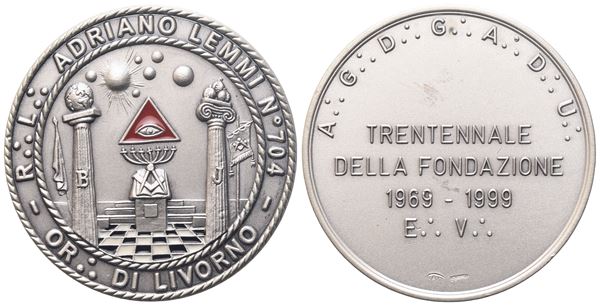 R∴ L∴ ADRIANO LEMMI N° 704
- OR∴ DI LIVORNO -
B J
A∴ G∴ D∴ G∴ A∴ D∴ U∴
TRENTENNALE
DELLA FONDAZIONE
1969 - 1999
E∴ V∴